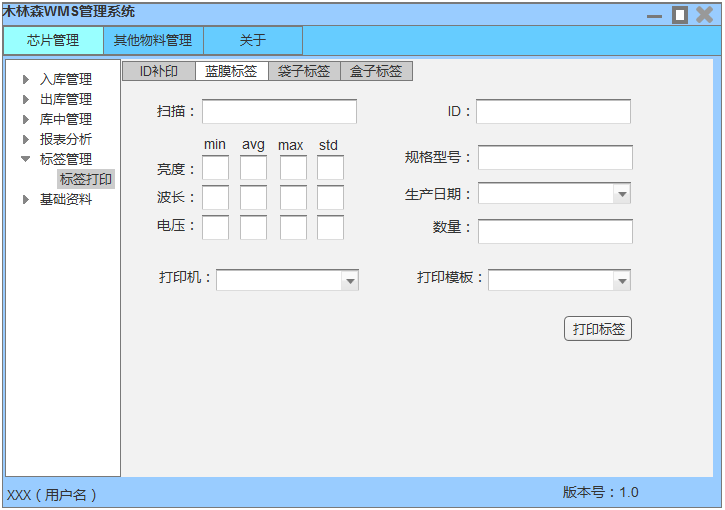 木林森WMS管理系统
芯片管理 其他物料管理 关于
ID补印 蓝膜标签 袋子标签 盒子标签
入库管理
出库管理
库中管理
报表分析
标签管理
标签打印
基础资料
扫描： ID：
min avg max std
亮度： 规格型号：
波长： 生产日期：
电压： 数量：
打印机： 打印模板：
打印标签
XXX（用户名） 版本号：1.0